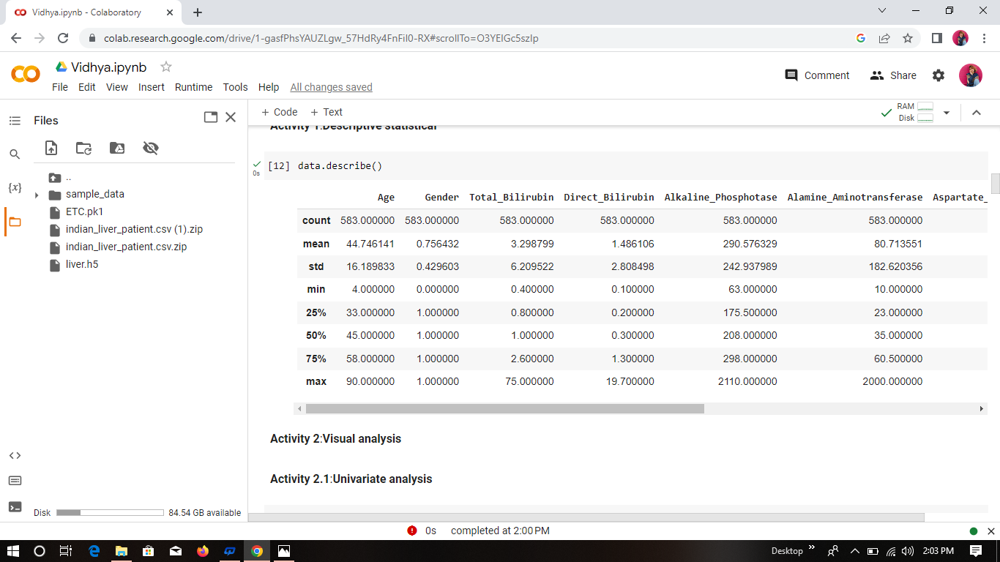 Vidhya.ipynb - Colaboratory
colab.research.google.com/drive/1-gasfPhsYAUZLgw_57HdRy4FnFil0-RX#scrollTo=O3YElGc5szIp
Vidhya.ipynb
File Edit View Insert Runtime Tools Help All changes saved
Comment Share
Files
+ Code + Text
RAM
Disk
Activity 1:Descriptive statistical
[12] data.describe()
0s
..
sample_data
ETC.pk1
indian_liver_patient.csv (1).zip
indian_liver_patient.csv.zip
liver.h5
{x}
Age Gender Total_Bilirubin Direct_Bilirubin Alkaline_Phosphotase Alamine_Aminotransferase Aspartate_
count 583.000000 583.000000 583.000000 583.000000 583.000000 583.000000
mean 44.746141 0.756432 3.298799 1.486106 290.576329 80.713551
std 16.189833 0.429603 6.209522 2.808498 242.937989 182.620356
min 4.000000 0.000000 0.400000 0.100000 63.000000 10.000000
25% 33.000000 1.000000 0.800000 0.200000 175.500000 23.000000
50% 45.000000 1.000000 1.000000 0.300000 208.000000 35.000000
75% 58.000000 1.000000 2.600000 1.300000 298.000000 60.500000
max 90.000000 1.000000 75.000000 19.700000 2110.000000 2000.000000
Activity 2:Visual analysis
Activity 2.1:Univariate analysis
Disk 84.54 GB available
0s completed at 2:00 PM
Desktop
2:03 PM